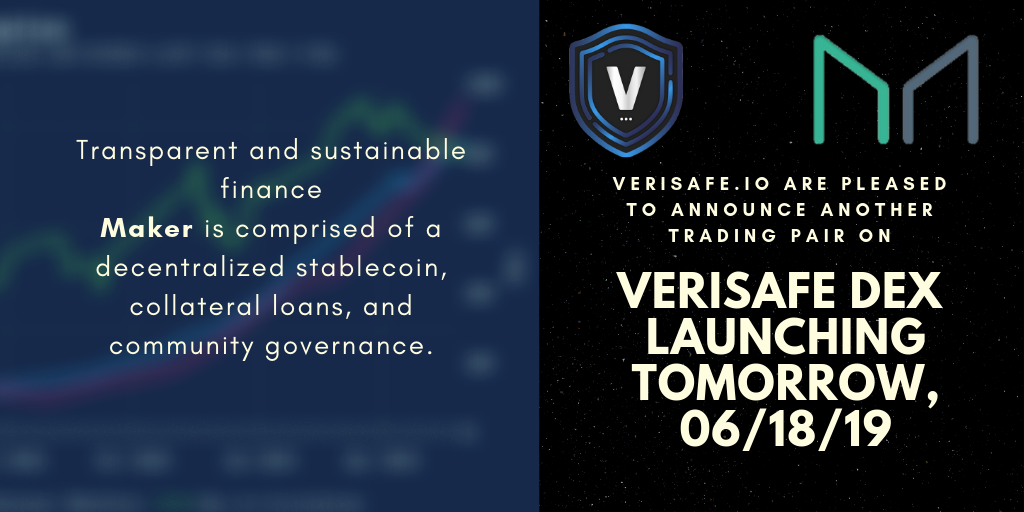 Transparent and sustainable
finance
Maker is comprised of a
decentralized stablecoin,
collateral loans, and
community governance.
V
VERISAFE.IO ARE PLEASED
TO ANNOUNCE ANOTHER
TRADING PAIR ON
VERISAFE DEX
LAUNCHING
TOMORROW,
06/18/19